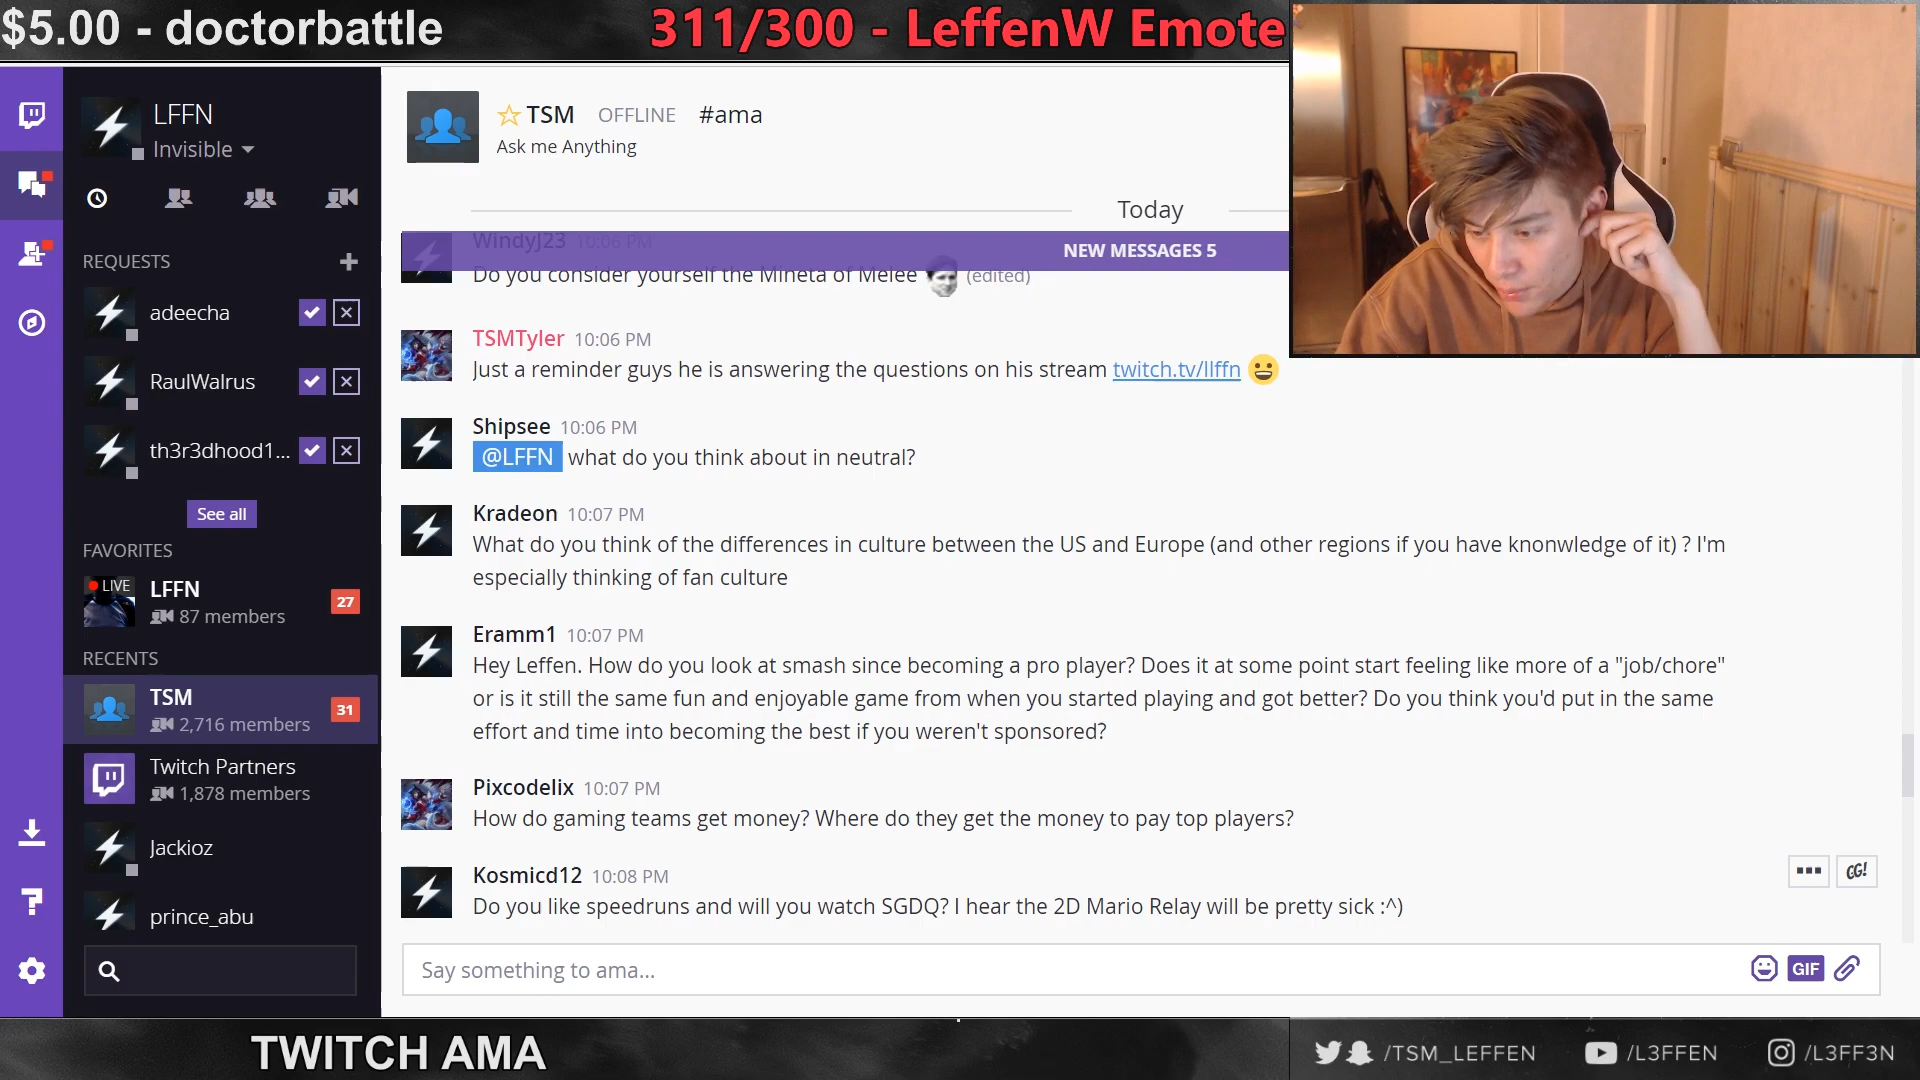 $5.00 - doctorbattle
311/300 - LeffenW Emote
LFFN
Invisible
REQUESTS
adeecha
RaulWalrus
th3r3dhood1...
See all
FAVORITES
LIVE
LFFN
87 members
27
RECENTS
TSM
2,716 members
31
Twitch Partners
1,878 members
Jackioz
prince_abu
TSM OFFLINE #ama
Ask me Anything
Today
WindyJ23 10:06 PM
NEW MESSAGES 5
Do you consider yourself the Mineta of Melee (edited)
TSMTyler 10:06 PM
Just a reminder guys he is answering the questions on his stream twitch.tv/llffn
Shipsee 10:06 PM
@LFFN what do you think about in neutral?
Kradeon 10:07 PM
What do you think of the differences in culture between the US and Europe (and other regions if you have knonwledge of it) ? I'm
especially thinking of fan culture
Eramm1 10:07 PM
Hey Leffen. How do you look at smash since becoming a pro player? Does it at some point start feeling like more of a "job/chore"
or is it still the same fun and enjoyable game from when you started playing and got better? Do you think you'd put in the same
effort and time into becoming the best if you weren't sponsored?
Pixcodelix 10:07 PM
How do gaming teams get money? Where do they get the money to pay top players?
Kosmicd12 10:08 PM
GG!
Do you like speedruns and will you watch SGDQ? I hear the 2D Mario Relay will be pretty sick :^)
Say something to ama...
GIF
TWITCH AMA
/TSM_LEFFEN
/L3FFEN
/L3FF3N